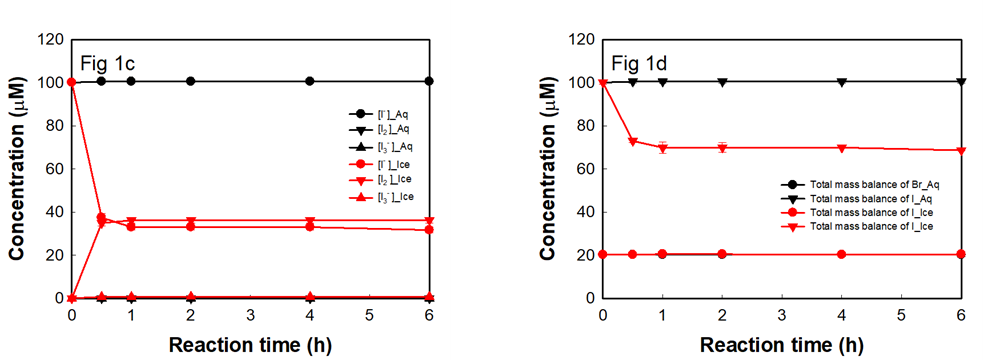 Fig 1c
120
100
80
60
40
20
0
Concentration (μM)
[I⁻]_Aq
[I₂]_Aq
[I₃⁻]_Aq
[I⁻]_Ice
[I₂]_Ice
[I₃⁻]_Ice
0 1 2 3 4 5 6
Reaction time (h)
Fig 1d
120
100
80
60
40
20
0
Concentration (μM)
Total mass balance of Br_Aq
Total mass balance of I_Aq
Total mass balance of I_Ice
Total mass balance of I_Ice
0 1 2 3 4 5 6
Reaction time (h)